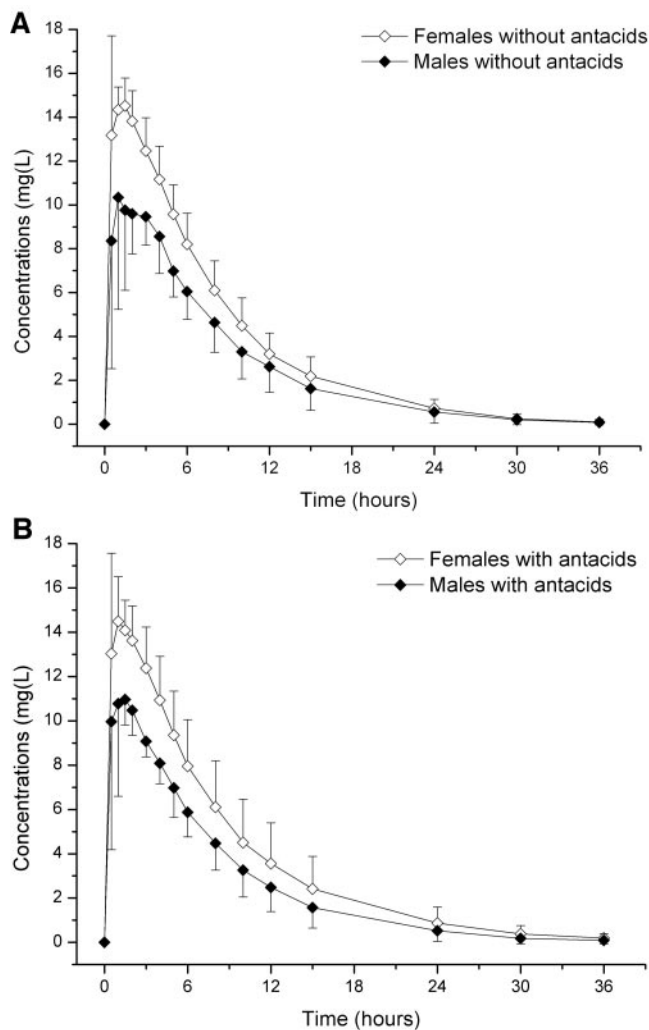 A
Females without antacids
Males without antacids
18
16
14
12
10
8
6
4
2
0
Concentrations (mg(L)
0 6 12 18 24 30 36
Time (hours)
B
Females with antacids
Males with antacids
18
16
14
12
10
8
6
4
2
0
Concentrations (mg(L)
0 6 12 18 24 30 36
Time (hours)